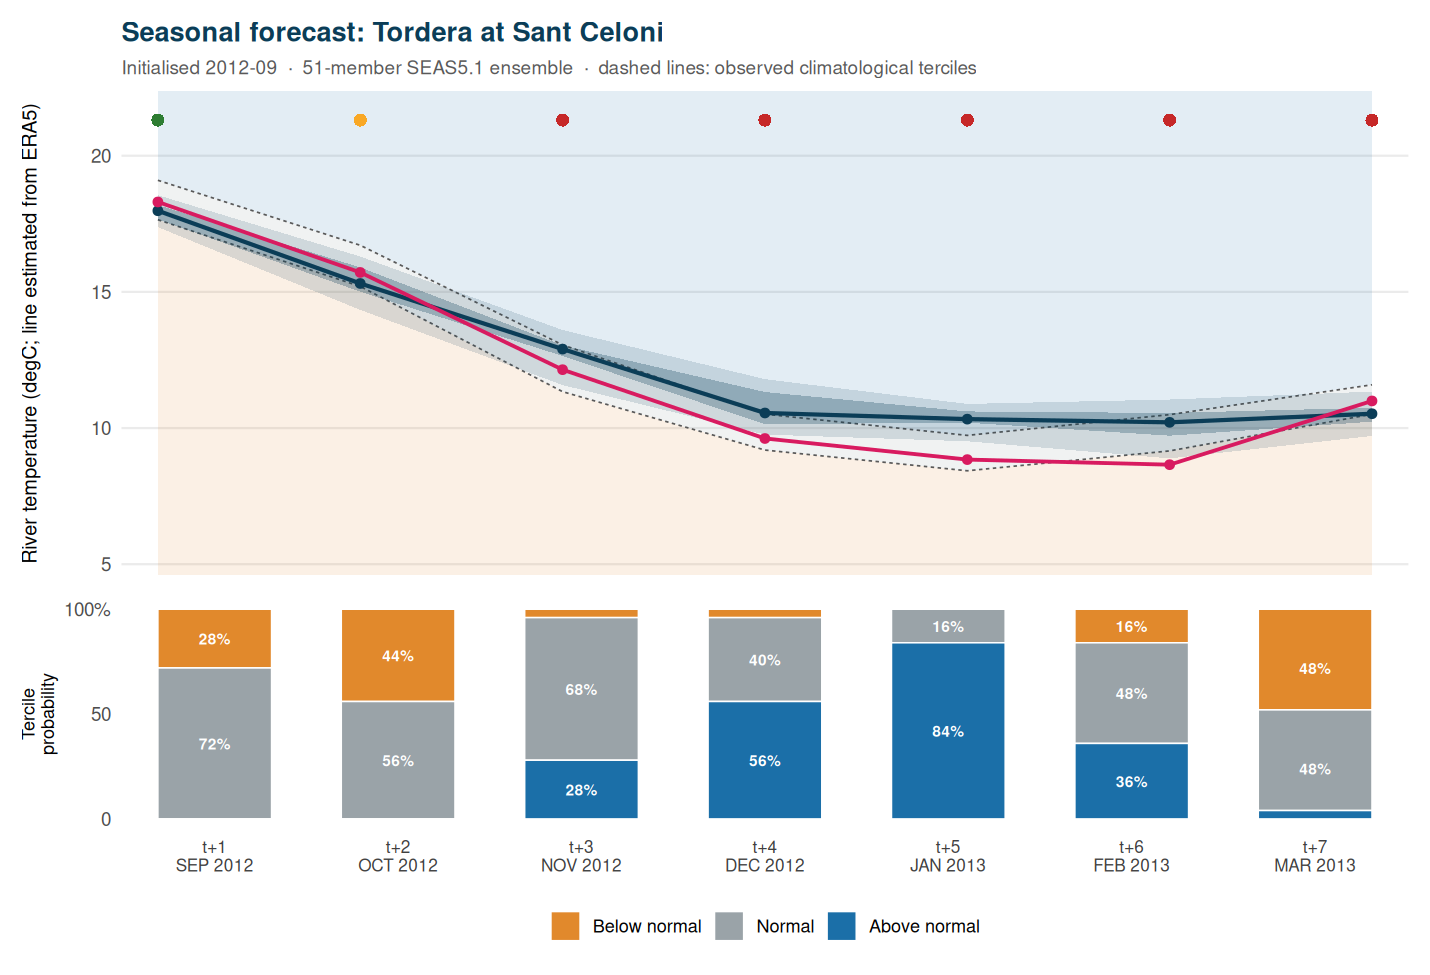 Seasonal forecast: Tordera at Sant Celoni
Initialised 2012-09 · 51-member SEAS5.1 ensemble · dashed lines: observed climatological terciles
River temperature (degC; line estimated from ERA5)
20
15
10
5
Tercile
probability
100%
50
0
28%
72%
44%
56%
68%
28%
40%
56%
16%
84%
16%
48%
36%
48%
48%
t+1
SEP 2012
t+2
OCT 2012
t+3
NOV 2012
t+4
DEC 2012
t+5
JAN 2013
t+6
FEB 2013
t+7
MAR 2013
Below normal
Normal
Above normal